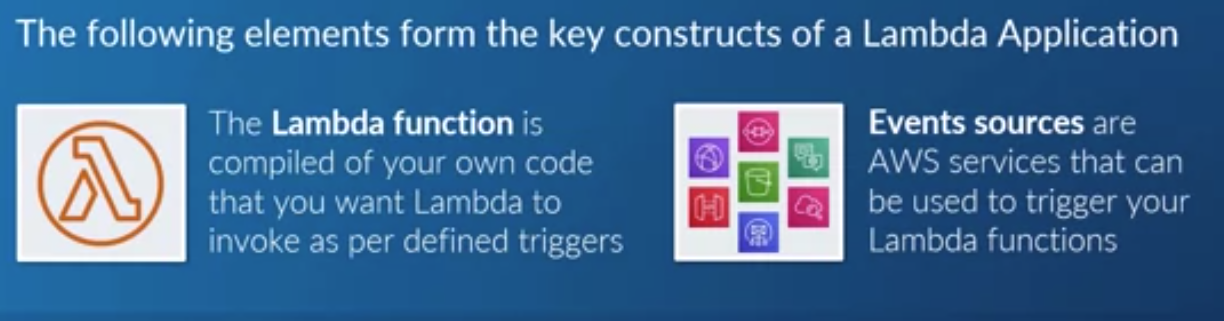 The following elements form the key constructs of a Lambda Application
The Lambda function is
compiled of your own code
that you want Lambda to
invoke as per defined triggers
Events sources are
AWS services that can
be used to trigger your
Lambda functions